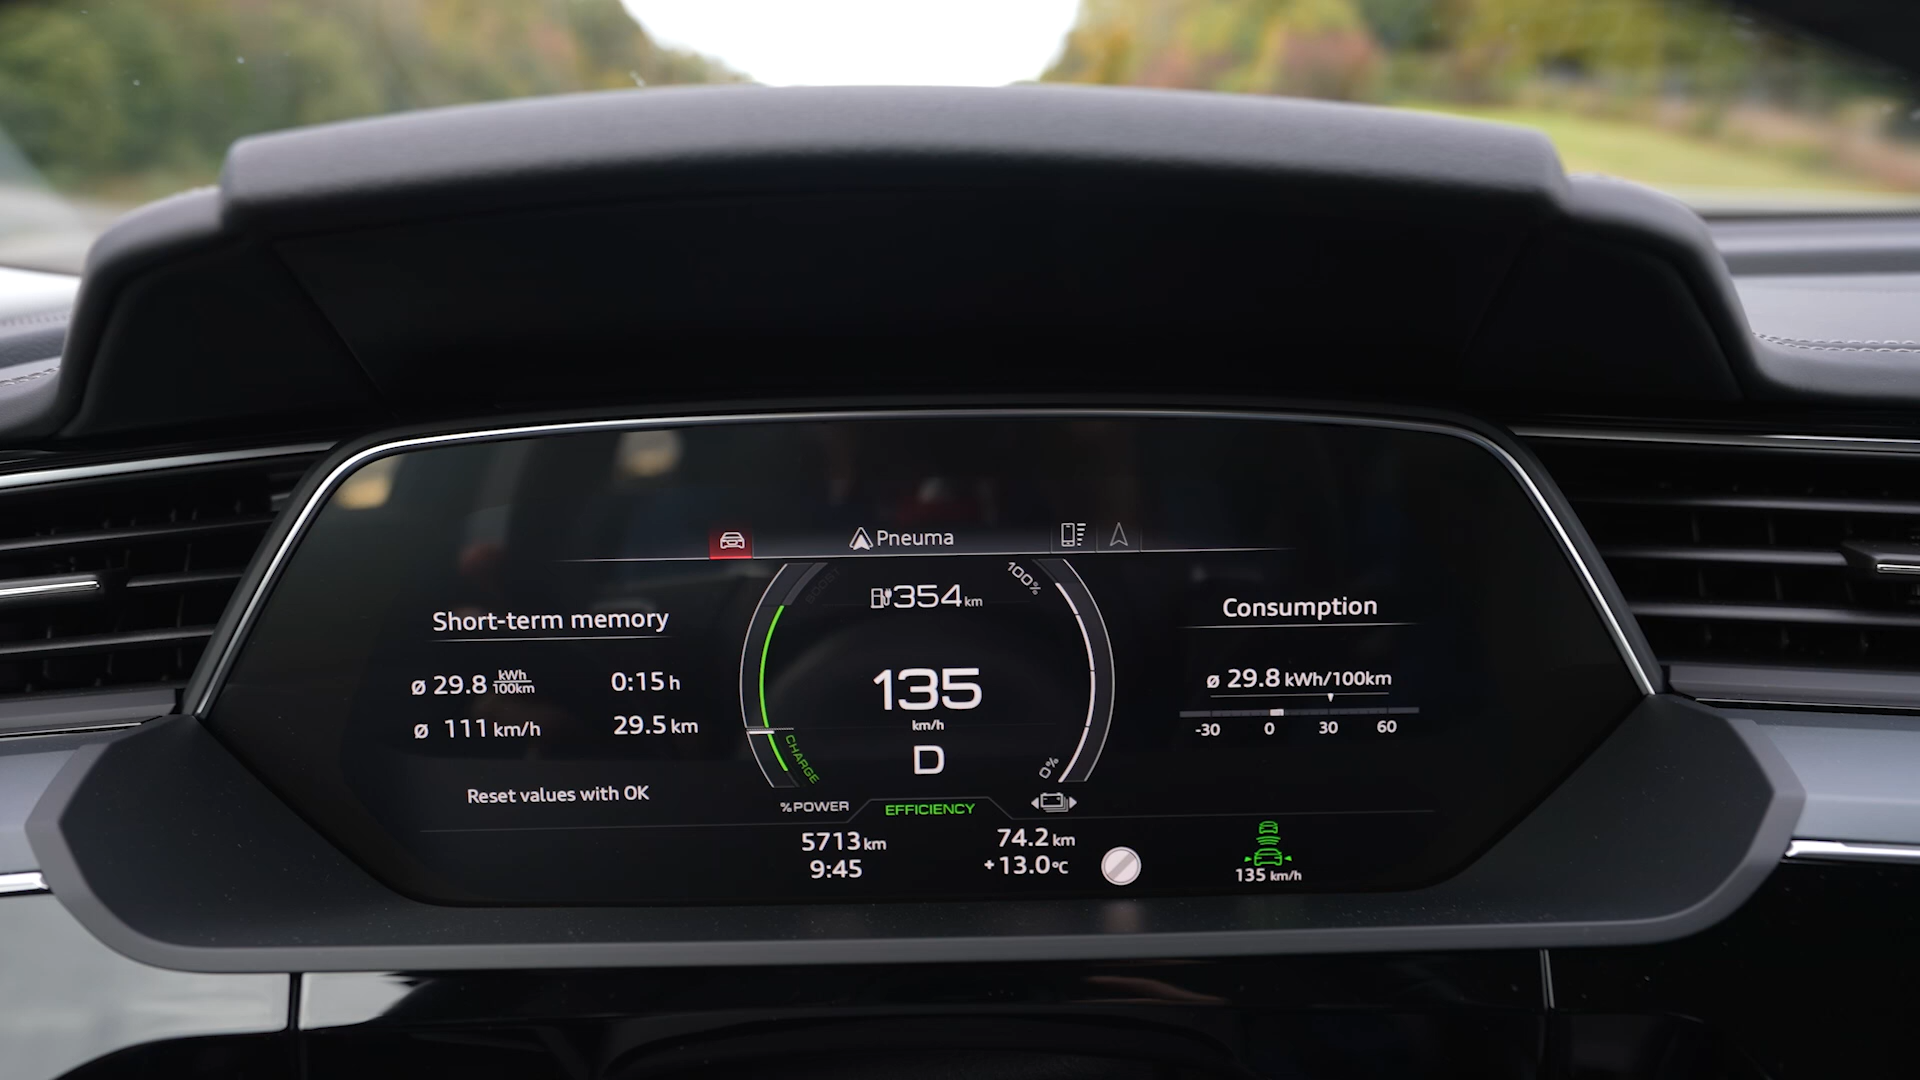 Pneuma
BOOST
354 km
100%
Short-term memory
ø 29.8 kWh/100km 0:15 h
ø 111 km/h 29.5 km
Reset values with OK
135
km/h
D
CHARGE
0%
Consumption
ø 29.8 kWh/100km
-30 0 30 60
%POWER
EFFICIENCY
5713 km 74.2 km
9:45 +13.0 °C
135 km/h